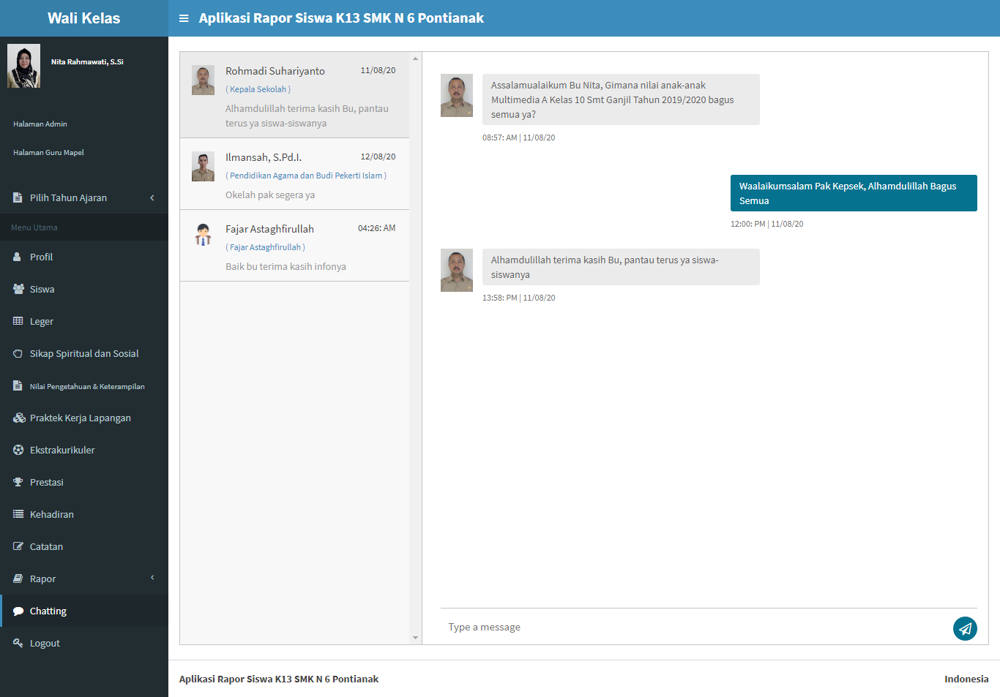 Wali Kelas
Aplikasi Rapor Siswa K13 SMK N 6 Pontianak
Nita Rahmawati, S.Si
Halaman Admin
Halaman Guru Mapel
Pilih Tahun Ajaran
Menu Utama
Profil
Siswa
Leger
Sikap Spiritual dan Sosial
Nilai Pengetahuan & Keterampilan
Praktek Kerja Lapangan
Ekstrakurikuler
Prestasi
Kehadiran
Catatan
Rapor
Chatting
Logout
Rohmadi Suhariyanto 11/08/20
( Kepala Sekolah )
Alhamdulillah terima kasih Bu, pantau
terus ya siswa-siswanya
Ilmansah, S.Pd.I. 12/08/20
( Pendidikan Agama dan Budi Pekerti Islam )
Okelah pak segera ya
Fajar Astaghfirullah 04:26: AM
( Fajar Astaghfirullah )
Baik bu terima kasih infonya
Assalamualaikum Bu Nita, Gimana nilai anak-anak
Multimedia A Kelas 10 Smt Ganjil Tahun 2019/2020 bagus
semua ya?
08:57: AM | 11/08/20
Waalaikumsalam Pak Kepsek, Alhamdulillah Bagus
Semua
12:00: PM | 11/08/20
Alhamdulillah terima kasih Bu, pantau terus ya siswa-
siswanya
13:58: PM | 11/08/20
Type a message
Aplikasi Rapor Siswa K13 SMK N 6 Pontianak
Indonesia